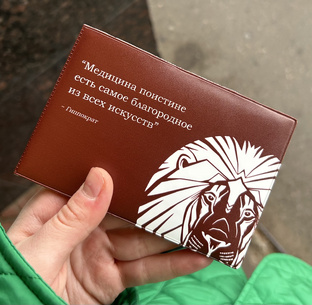 “Медицина поистине
есть самое благородное
из всех искусств”
- Гиппократ